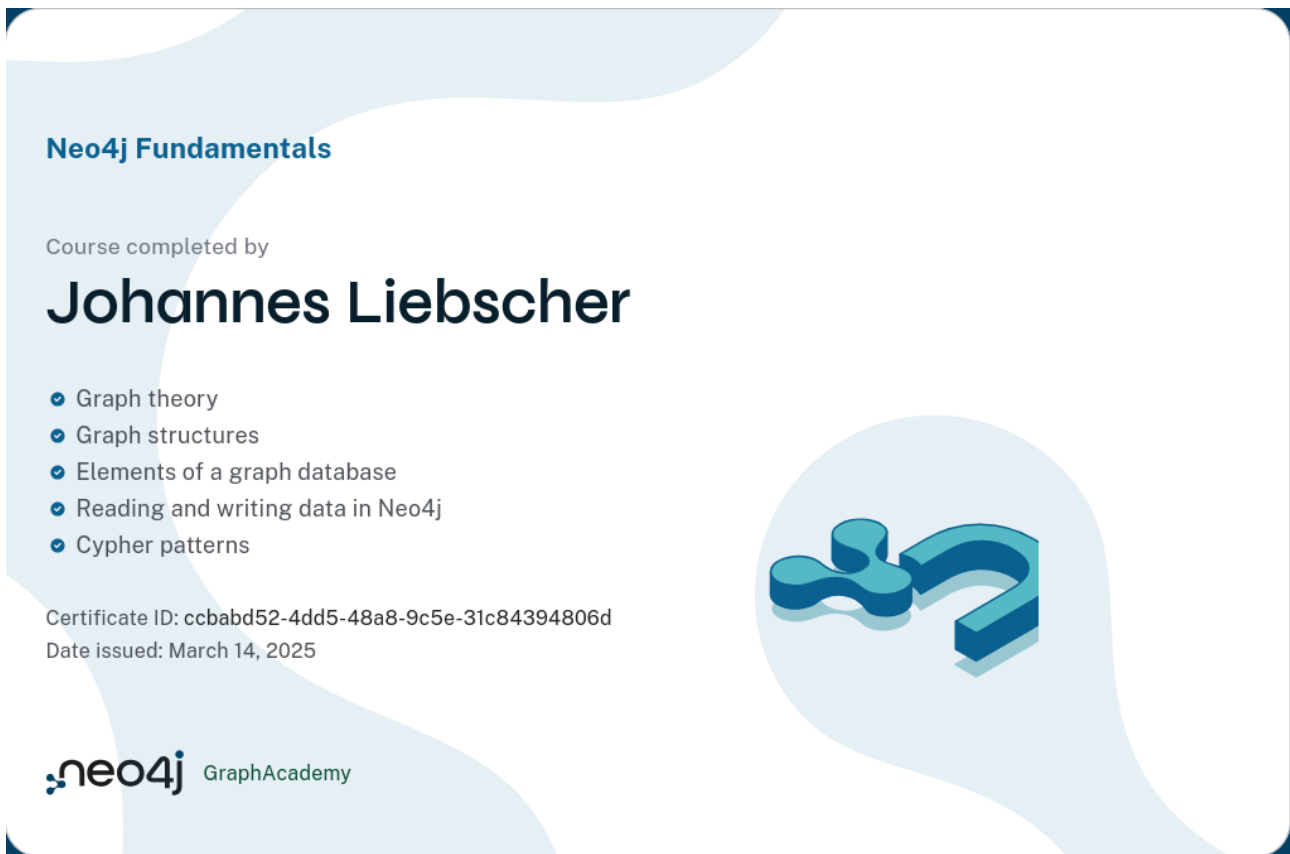 Neo4j Fundamentals
Course completed by
Johannes Liebscher
Graph theory
Graph structures
Elements of a graph database
Reading and writing data in Neo4j
Cypher patterns
Certificate ID: ccbabd52-4dd5-48a8-9c5e-31c84394806d
Date issued: March 14, 2025
neo4j GraphAcademy